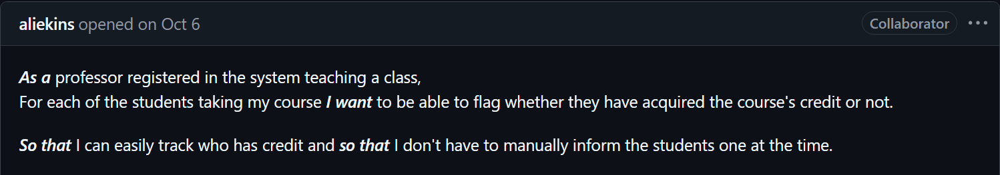 aliekins opened on Oct 6
Collaborator
As a professor registered in the system teaching a class,
For each of the students taking my course I want to be able to flag whether they have acquired the course's credit or not.
So that I can easily track who has credit and so that I don't have to manually inform the students one at the time.